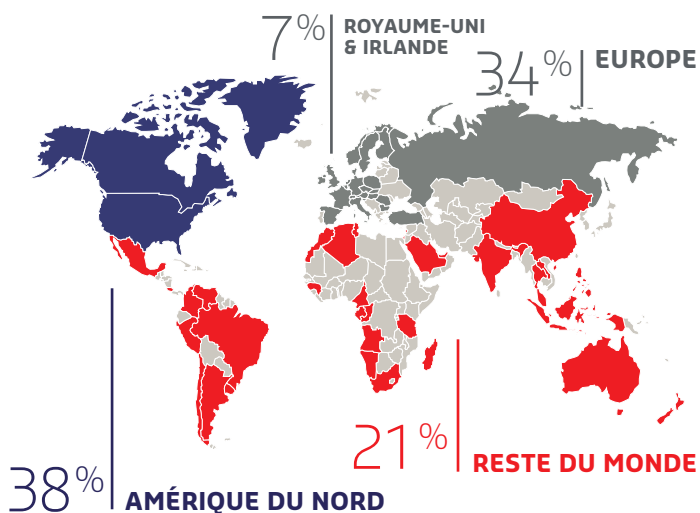 7%
ROYAUME-UNI
& IRLANDE
34%
EUROPE
21%
RESTE DU MONDE
38%
AMÉRIQUE DU NORD